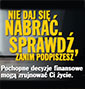 NIE DAJ SIĘ
NABRAĆ.
SPRAWDŹ,
ZANIM PODPISZESZ
Pochopne decyzje finansowe
mogą zrujnować Ci życie.